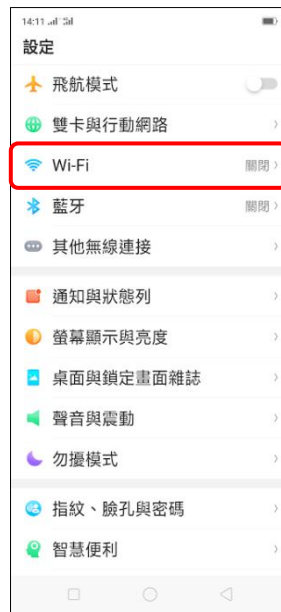 14:11
設定
飛航模式
雙卡與行動網路
Wi-Fi 關閉
藍牙 關閉
其他無線連接
通知與狀態列
螢幕顯示與亮度
桌面與鎖定畫面雜誌
聲音與震動
勿擾模式
指紋、臉孔與密碼
智慧便利